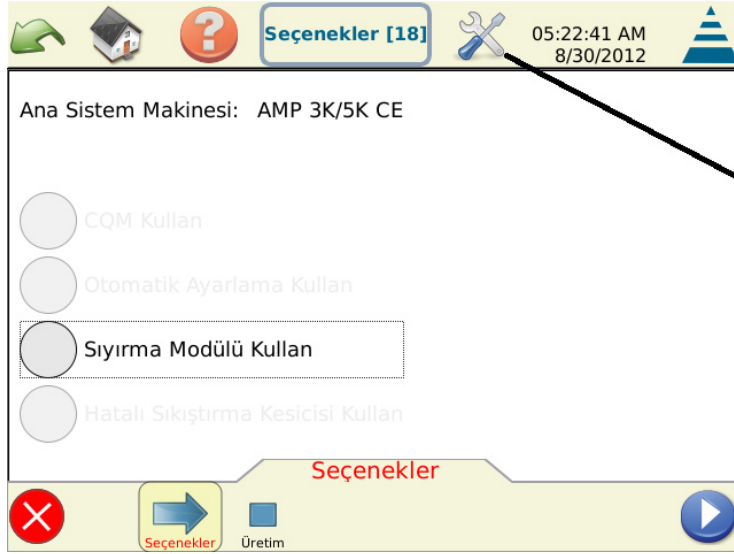 Seçenekler [18]
05:22:41 AM
8/30/2012
Ana Sistem Makinesi: AMP 3K/5K CE
CQM Kullan
Otomatik Ayarlama Kullan
Sıyırma Modülü Kullan
Hatalı Sıkıştırma Kesicisi Kullan
Seçenekler
Seçenekler
Üretim